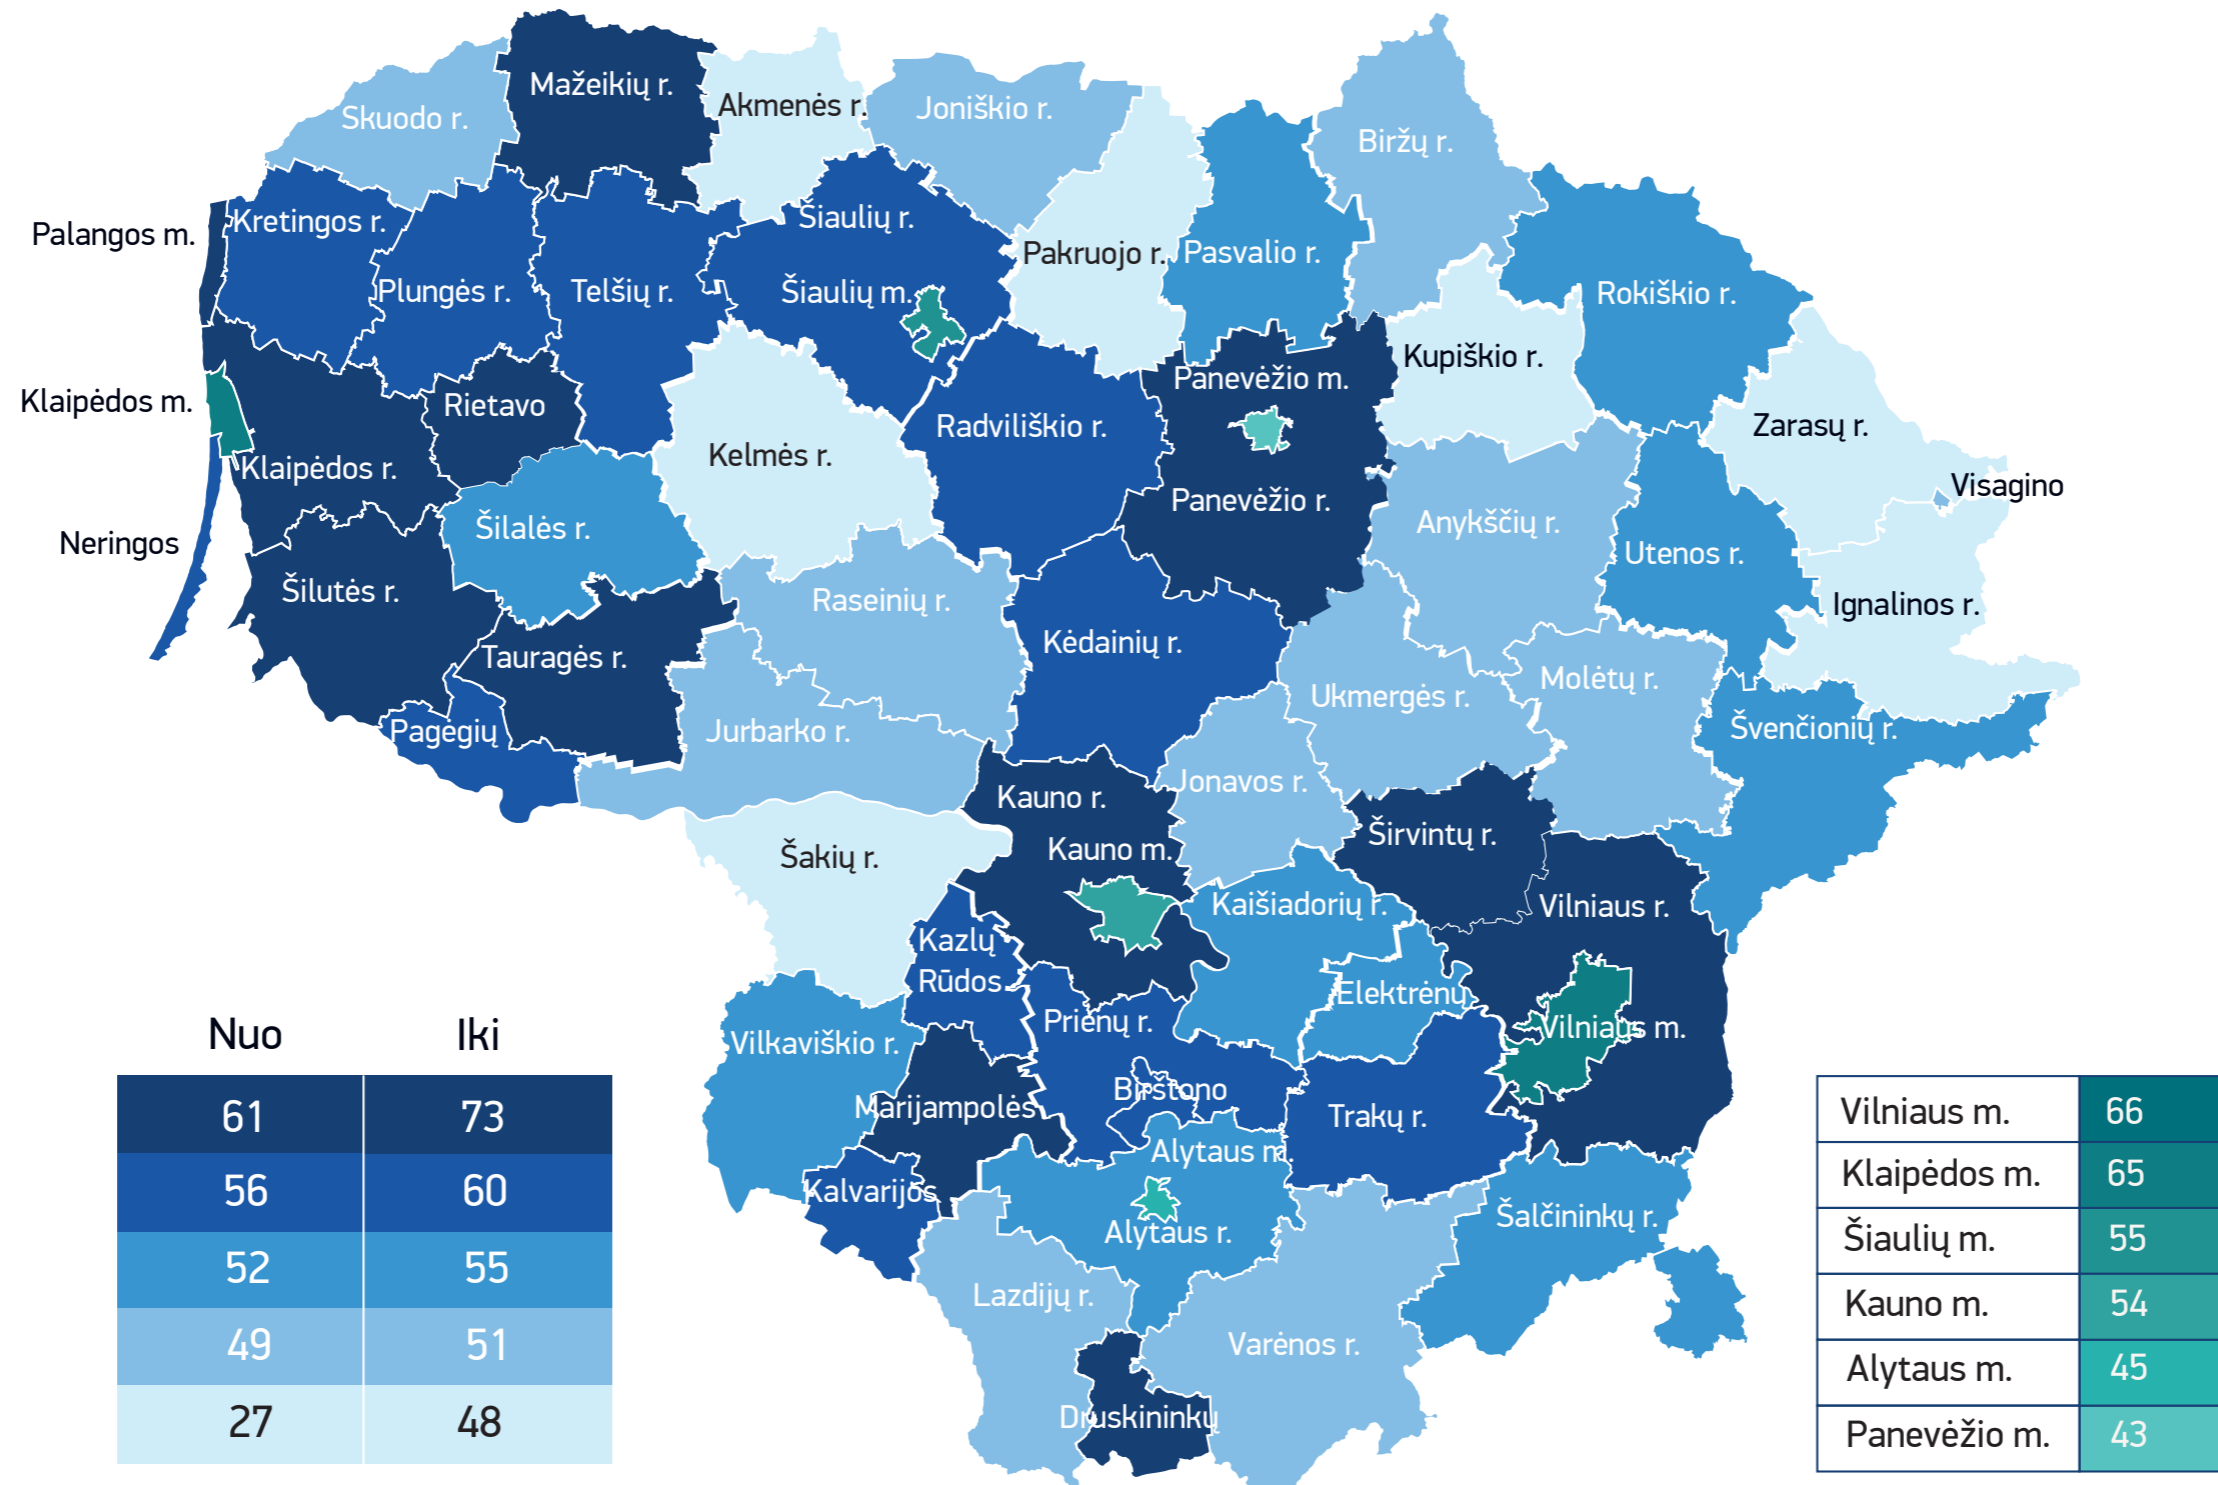 Mažeikių r.
Akmenės r.
Joniškio r.
Skuodo r.
Biržų r.
Palangos m.
Kretingos r.
Šiaulių r.
Pakruojo r.
Pasvalio r.
Plungės r.
Telšių r.
Šiaulių m.
Rokiškio r.
Kupiškio r.
Panevėžio m.
Klaipėdos m.
Rietavo
Radviliškio r.
Zarasų r.
Kelmės r.
Klaipėdos r.
Visagino
Panevėžio r.
Anykščių r.
Šilalės r.
Neringos
Utenos r.
Šilutės r.
Raseinių r.
Ignalinos r.
Kėdainių r.
Tauragės r.
Molėtų r.
Ukmergės r.
Pagėgių
Jurbarko r.
Švenčionių r.
Jonavos r.
Kauno r.
Širvintų r.
Kauno m.
Šakių r.
Kaišiadorių r.
Vilniaus r.
Kazlų
Rūdos
Elektrėnų
Prienų r.
Vilniaus m.
Vilkaviškio r.
Birštono
Marijampolės
Trakų r.
Alytaus m.
Kalvarijos
Šalčininkų r.
Alytaus r.
Lazdijų r.
Varėnos r.
Druskininkų
Nuo Iki
61 73
56 60
52 55
49 51
27 48
Vilniaus m. 66
Klaipėdos m. 65
Šiaulių m. 55
Kauno m. 54
Alytaus m. 45
Panevėžio m. 43